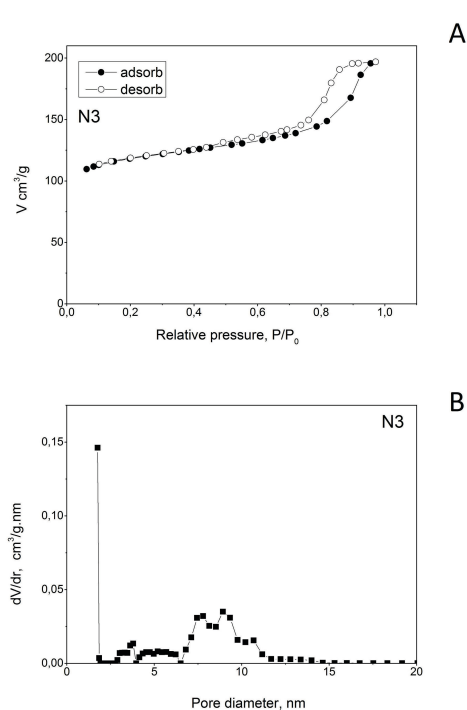 A
200
150
100
50
0
adsorb
desorb
N3
V cm³/g
0,0 0,2 0,4 0,6 0,8 1,0
Relative pressure, P/P₀
B
N3
0,15
0,10
0,05
0,00
dV/dr, cm³/g.nm
0 5 10 15 20
Pore diameter, nm